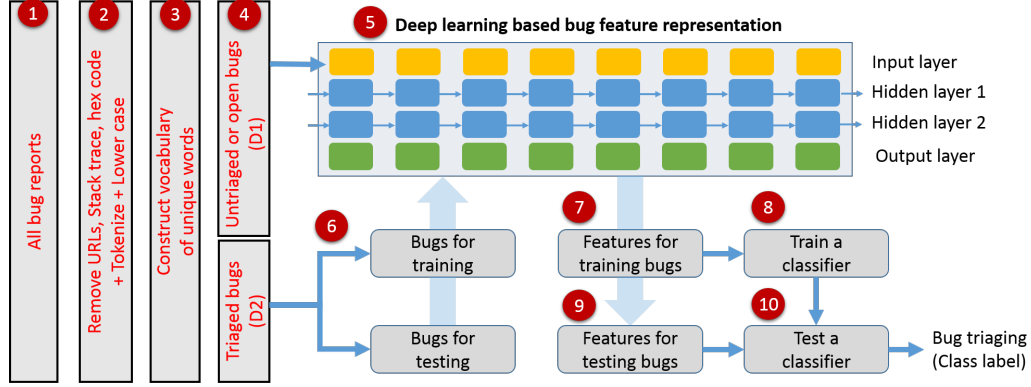 1
All bug reports
2
Remove URLs, Stack trace, hex code
+ Tokenize + Lower case
3
Construct vocabulary
of unique words
4
Untriaged or open bugs
(D1)
Triaged bugs
(D2)
5
Deep learning based bug feature representation
Input layer
Hidden layer 1
Hidden layer 2
Output layer
6
Bugs for
training
Bugs for
testing
7
Features for
training bugs
8
Train a
classifier
9
Features for
testing bugs
10
Test a
classifier
Bug triaging
(Class label)